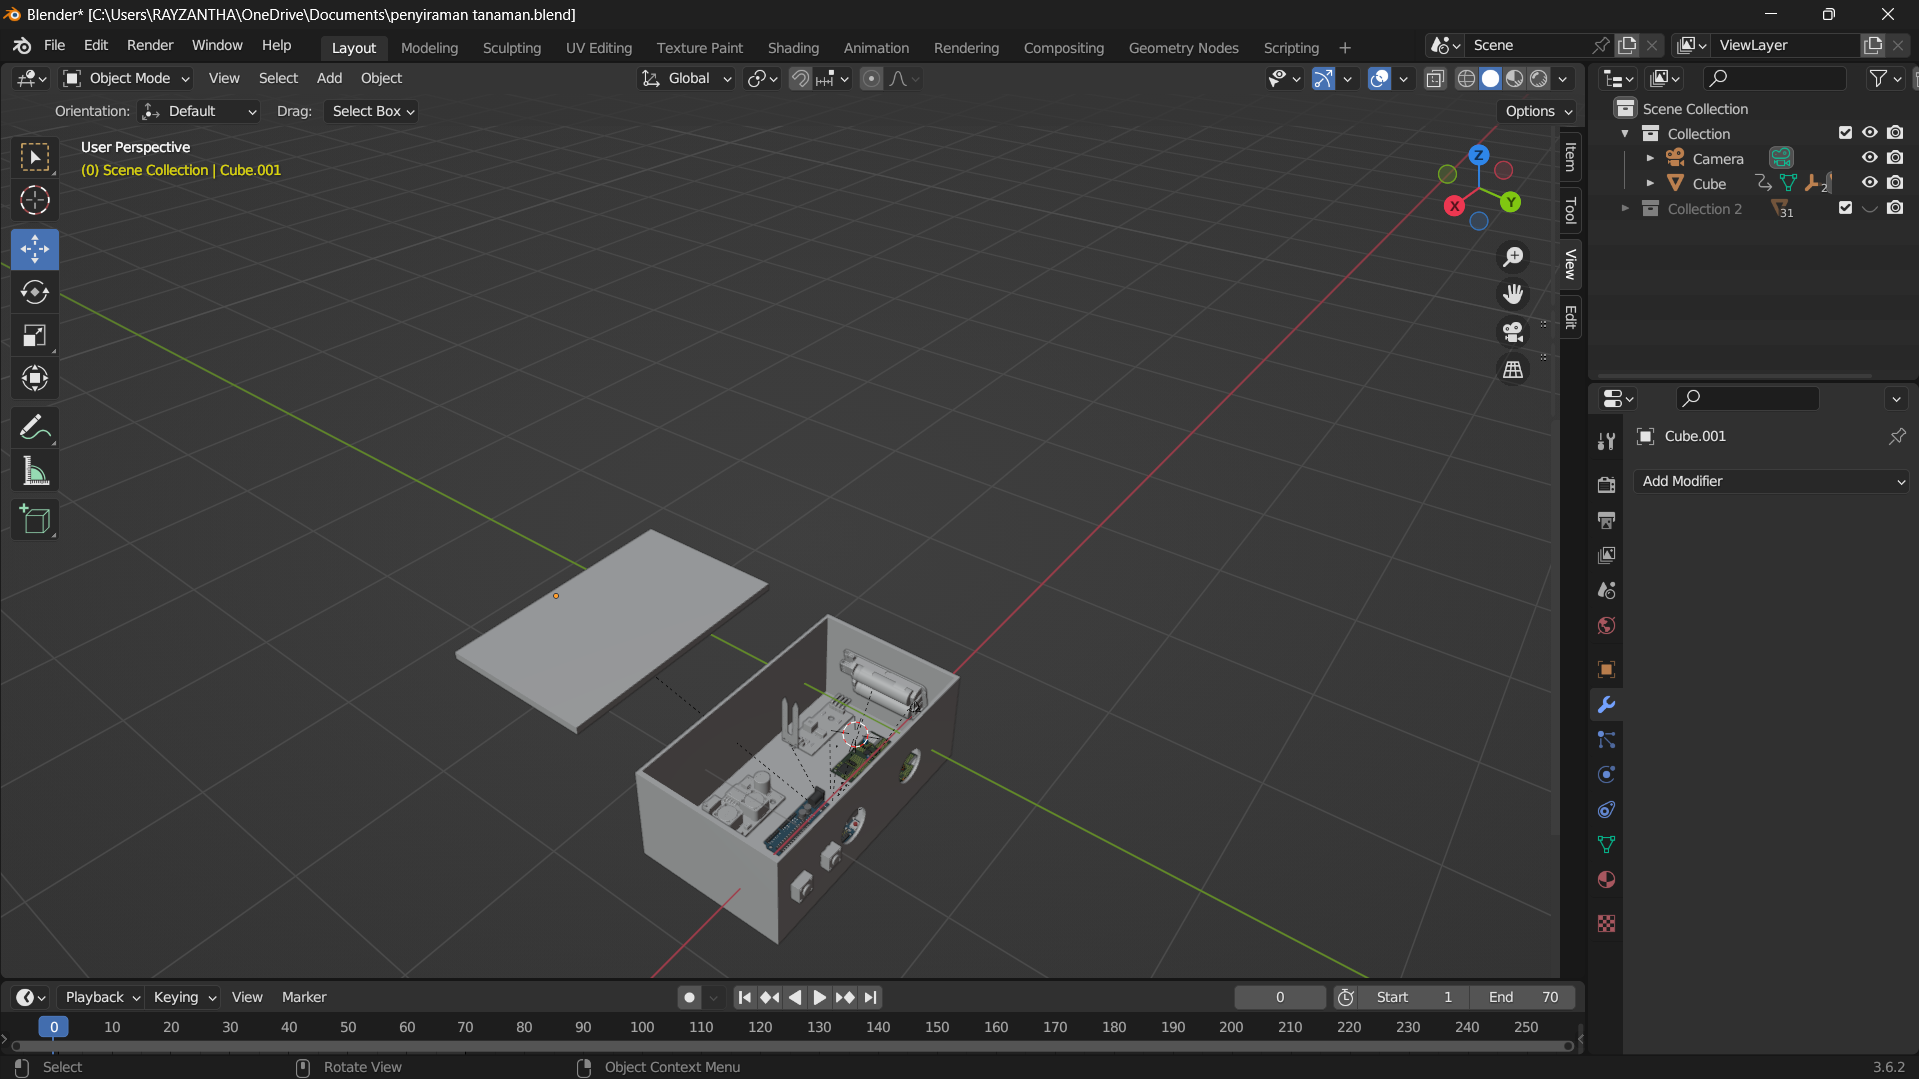 Blender* [C:\Users\RAYZANTHA\OneDrive\Documents\penyiraman tanaman.blend]
File Edit Render Window Help Layout Modeling Sculpting UV Editing Texture Paint Shading Animation Rendering Compositing Geometry Nodes Scripting + Scene ViewLayer
Object Mode View Select Add Object Global
Orientation: Default Drag: Select Box Options
User Perspective
(0) Scene Collection | Cube.001
Z
Y
X
Item
Tool
View
Edit
Scene Collection
Collection
Camera
Cube 2
Collection 2 31
Cube.001
Add Modifier
Playback Keying View Marker 0 Start 1 End 70
0 10 20 30 40 50 60 70 80 90 100 110 120 130 140 150 160 170 180 190 200 210 220 230 240 250
Select Rotate View Object Context Menu 3.6.2